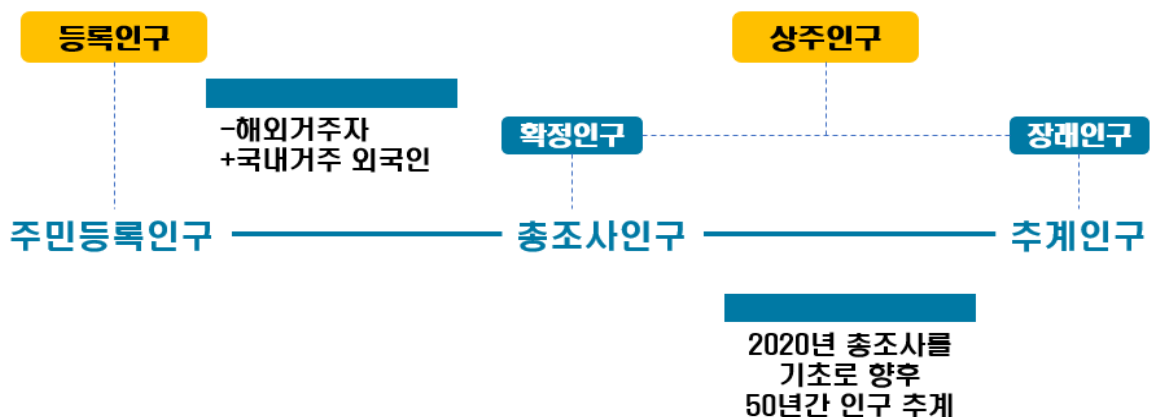 등록인구
상주인구
-해외거주자
+국내거주 외국인
확정인구
장래인구
주민등록인구
총조사인구
추계인구
2020년 총조사를
기초로 향후
50년간 인구 추계